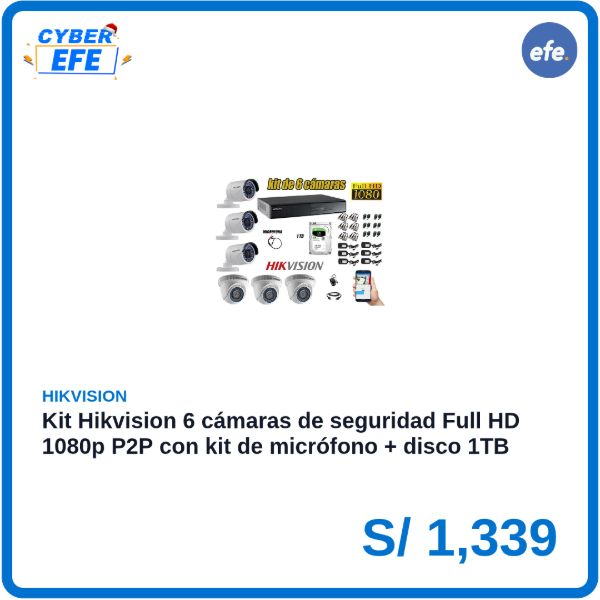 CYBER
EFE
efe.
kit de 6 cámaras
Full HD
1080
1TB
HIKVISION
HIKVISION
Kit Hikvision 6 cámaras de seguridad Full HD
1080p P2P con kit de micrófono + disco 1TB
S/ 1,339